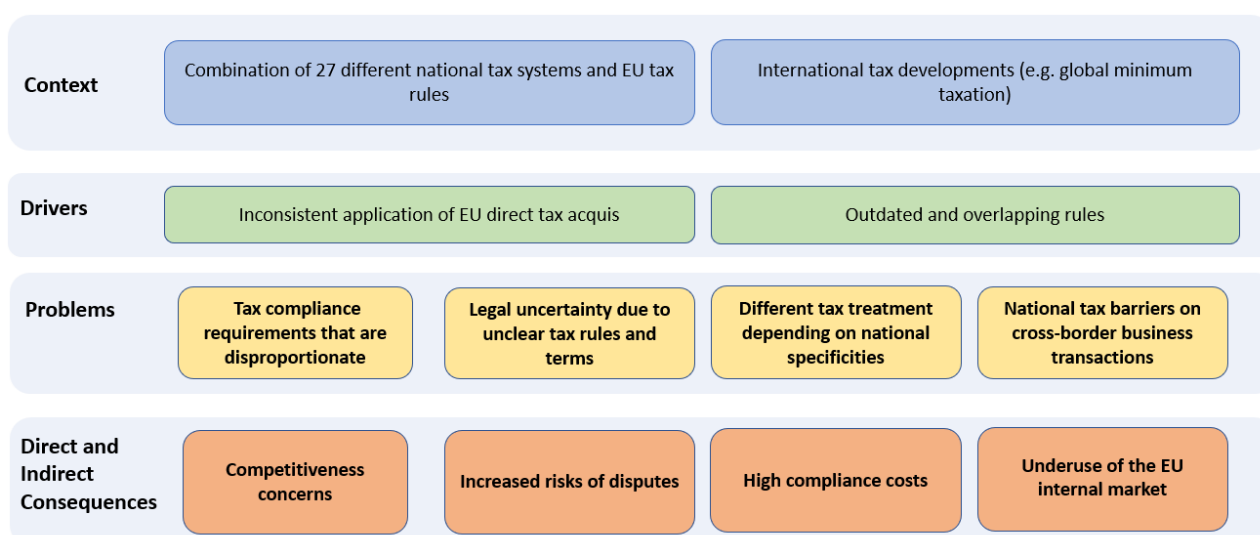 Context
Combination of 27 different national tax systems and EU tax
rules
International tax developments (e.g. global minimum
taxation)
Drivers
Inconsistent application of EU direct tax acquis
Outdated and overlapping rules
Problems
Tax compliance
requirements that are
disproportionate
Legal uncertainty due to
unclear tax rules and
terms
Different tax treatment
depending on national
specificities
National tax barriers on
cross-border business
transactions
Direct and
Indirect
Consequences
Competitiveness
concerns
Increased risks of disputes
High compliance costs
Underuse of the EU
internal market